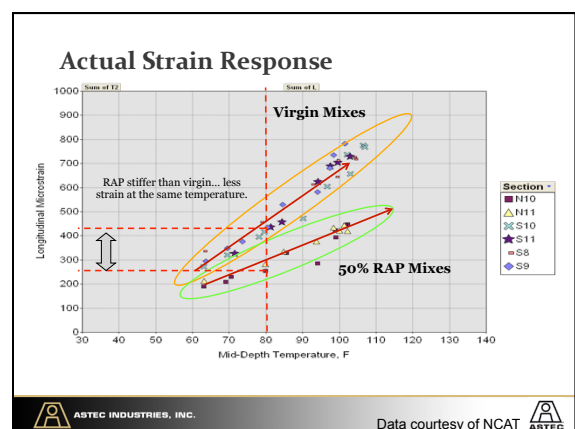 Actual Strain Response
Sum of T2
Sum of L
1000
900
800
700
600
500
400
300
200
100
0
Longitudinal Microstrain
Virgin Mixes
RAP stiffer than virgin... less
strain at the same temperature.
50% RAP Mixes
30 40 50 60 70 80 90 100 110 120 130 140
Mid-Depth Temperature, F
Section
N10
N11
S10
S11
S8
S9
ASTEC INDUSTRIES, INC.
Data courtesy of NCAT
ASTEC